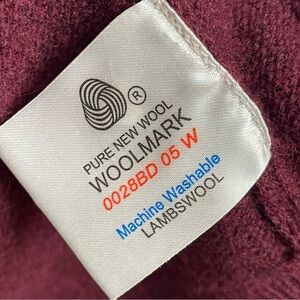 ®
PURE NEW WOOL
WOOLMARK
0028BD 05 W
Machine Washable
LAMBSWOOL